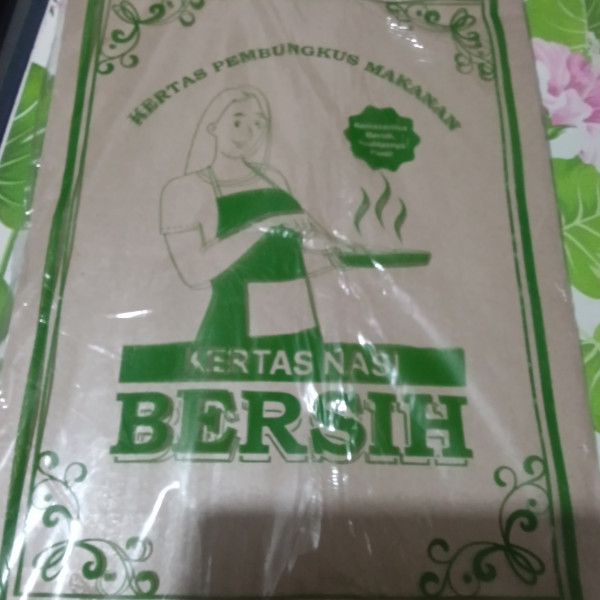 KERTAS PEMBUNGKUS MAKANAN
KERTAS NASI
BERSIH